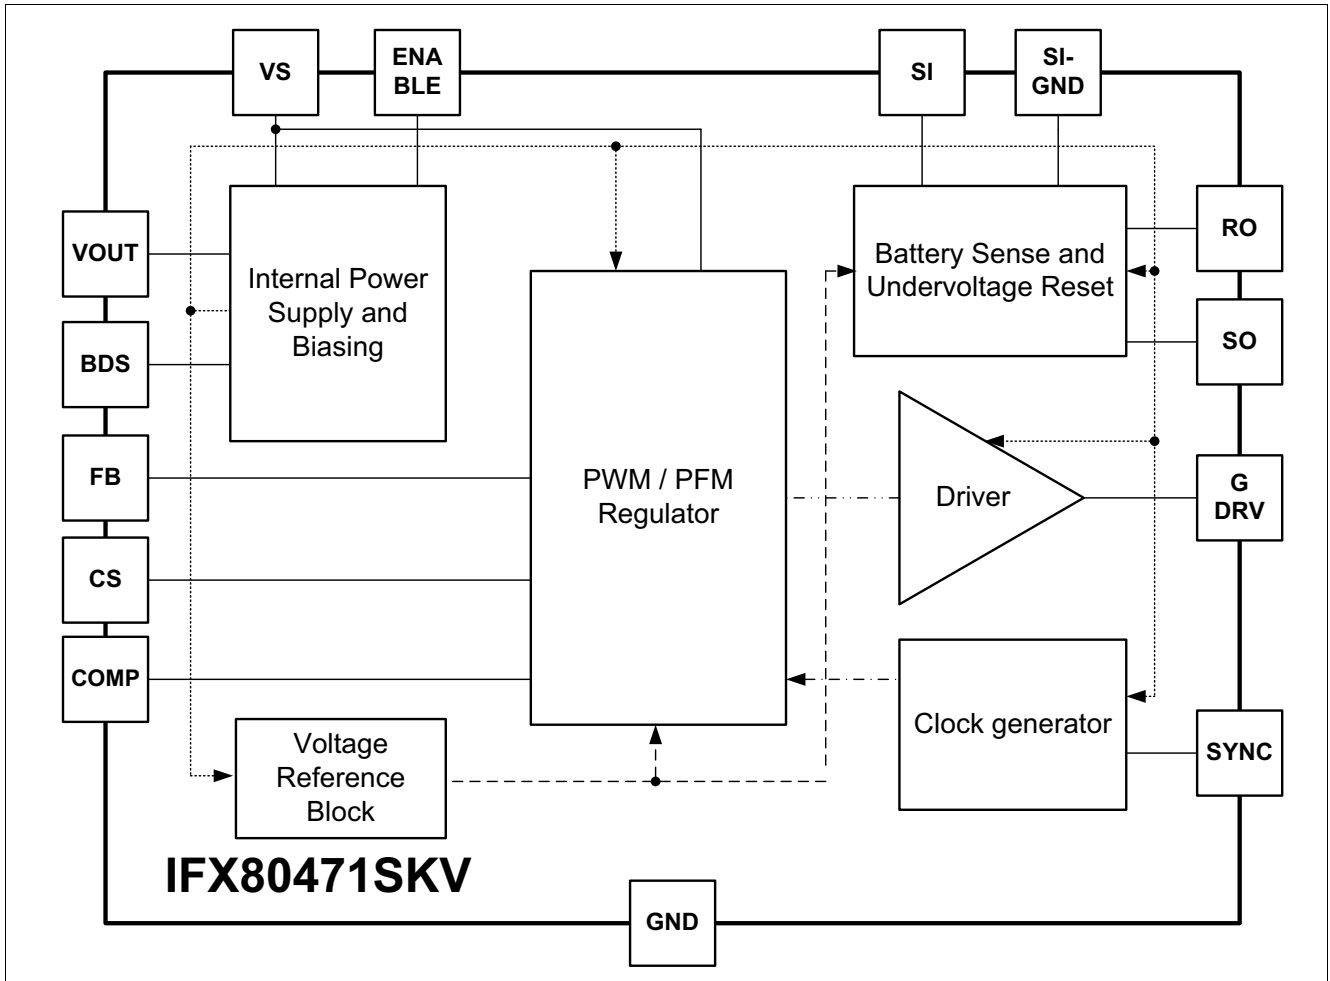 VS
ENA
BLE
SI
SI-
GND
VOUT
BDS
FB
CS
COMP
Internal Power
Supply and
Biasing
PWM / PFM
Regulator
Battery Sense and
Undervoltage Reset
RO
SO
Driver
G
DRV
Clock generator
SYNC
Voltage
Reference
Block
IFX80471SKV
GND